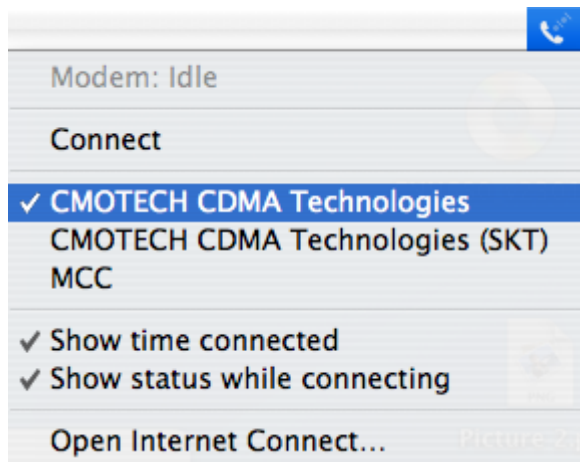 Modem: Idle
Connect
✓ CMOTECH CDMA Technologies
CMOTECH CDMA Technologies (SKT)
MCC
✓ Show time connected
✓ Show status while connecting
Open Internet Connect...
Picture 2